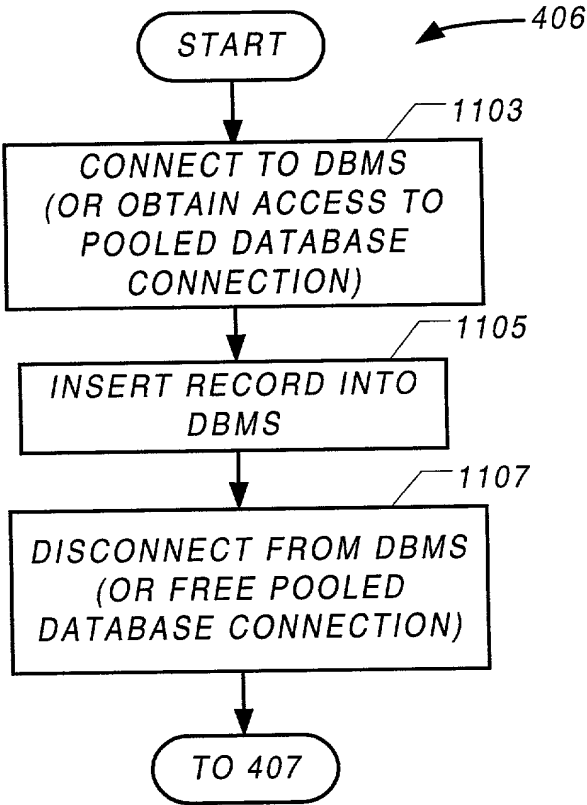 START
406
1103
CONNECT TO DBMS
(OR OBTAIN ACCESS TO
POOLED DATABASE
CONNECTION)
1105
INSERT RECORD INTO
DBMS
1107
DISCONNECT FROM DBMS
(OR FREE POOLED
DATABASE CONNECTION)
TO 407